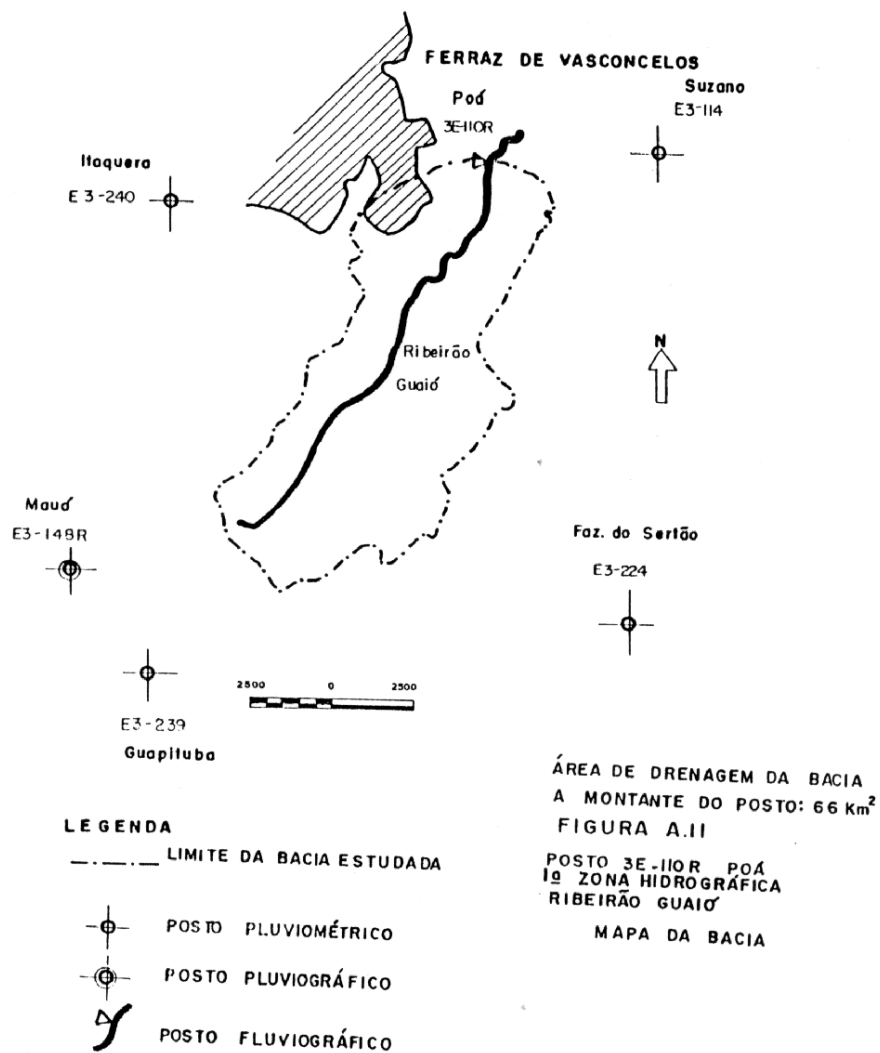 FERRAZ DE VASCONCELOS
Poá
3E-110R
Suzano
E3-114
Itaquera
E3-240
Ribeirão
Guaió
N
Mauá
E3-148R
Faz. do Sertão
E3-224
2500 0 2500
E3-239
Guapituba
ÁREA DE DRENAGEM DA BACIA
A MONTANTE DO POSTO: 66 Km²
FIGURA A.11
POSTO 3E-110R POÁ
1ª ZONA HIDROGRÁFICA
RIBEIRÃO GUAIÓ
MAPA DA BACIA
LEGENDA
LIMITE DA BACIA ESTUDADA
POSTO PLUVIOMÉTRICO
POSTO PLUVIOGRÁFICO
POSTO FLUVIOGRÁFICO